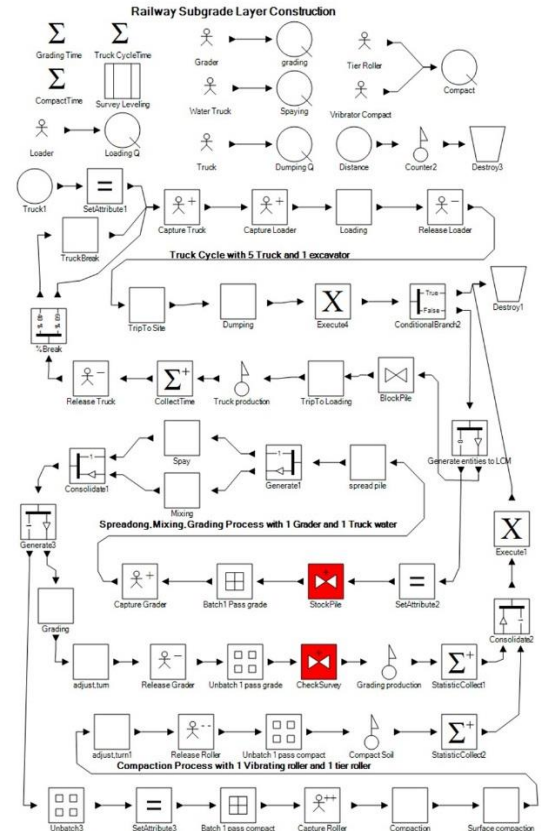 Railway Subgrade Layer Construction
Grading Time
Truck CycleTime
Grader
grading
Tier Roller
CompactTime
Survey Leveling
Water Truck
Spaying
Vribrator Compact
Compact
Loader
Loading Q
Truck
Dumping Q
Distance
Counter2
Destroy3
Truck1
SetAttribute1
Capture Truck
Capture Loader
Loading
Release Loader
TruckBreak
Truck Cycle with 5 Truck and 1 excavator
TripTo Site
Dumping
X
Execute4
True
False
ConditionalBranch2
Destroy1
%Break
Release Truck
CollectTime
Truck production
TripTo Loading
BlockPile
Generate entities to LCM
Spay
Consolidate1
Mixing
Generate1
spread pile
Spreadong, Mixing, Grading Process with 1 Grader and 1 Truck water
Generate3
X
Execute1
Capture Grader
Batch1 Pass grade
StockPile
SetAttribute2
Grading
Consolidate2
adjust,turn
Release Grader
Unbatch 1 pass grade
CheckSurvey
Grading production
StatisticCollect1
adjust,turn1
Release Roller
Unbatch 1 pass compact
Compact Soil
StatisticCollect2
Compaction Process with 1 Vibrating roller and 1 tier roller
Unbatch3
SetAttribute3
Batch 1 pass compact
Capture Roller
Compaction
Surface compaction